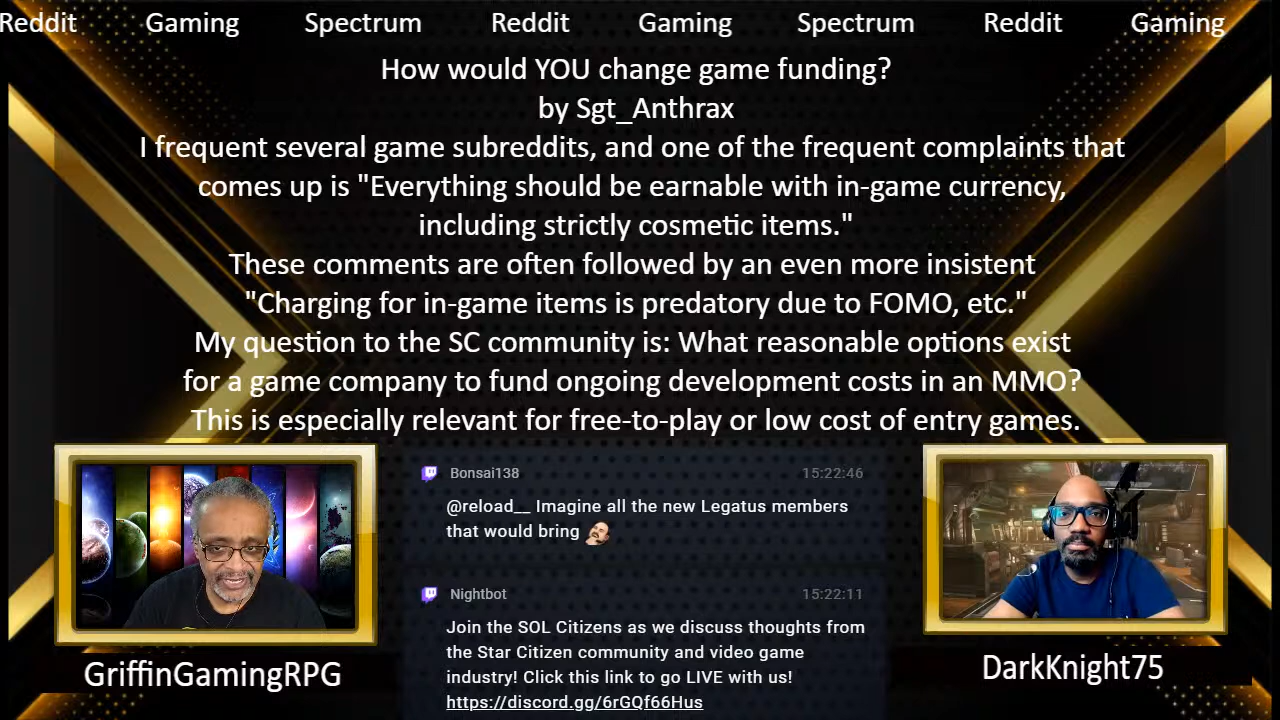 Reddit Gaming Spectrum Reddit Gaming Spectrum Reddit Gaming
How would YOU change game funding?
by Sgt_Anthrax
I frequent several game subreddits, and one of the frequent complaints that
comes up is "Everything should be earnable with in-game currency,
including strictly cosmetic items."
These comments are often followed by an even more insistent
"Charging for in-game items is predatory due to FOMO, etc."
My question to the SC community is: What reasonable options exist
for a game company to fund ongoing development costs in an MMO?
This is especially relevant for free-to-play or low cost of entry games.
Bonsai138 15:22:46
@reload__ Imagine all the new Legatus members
that would bring
Nightbot 15:22:11
Join the SOL Citizens as we discuss thoughts from
the Star Citizen community and video game
industry! Click this link to go LIVE with us!
https://discord.gg/6rGQf66Hus
GriffinGamingRPG
DarkKnight75